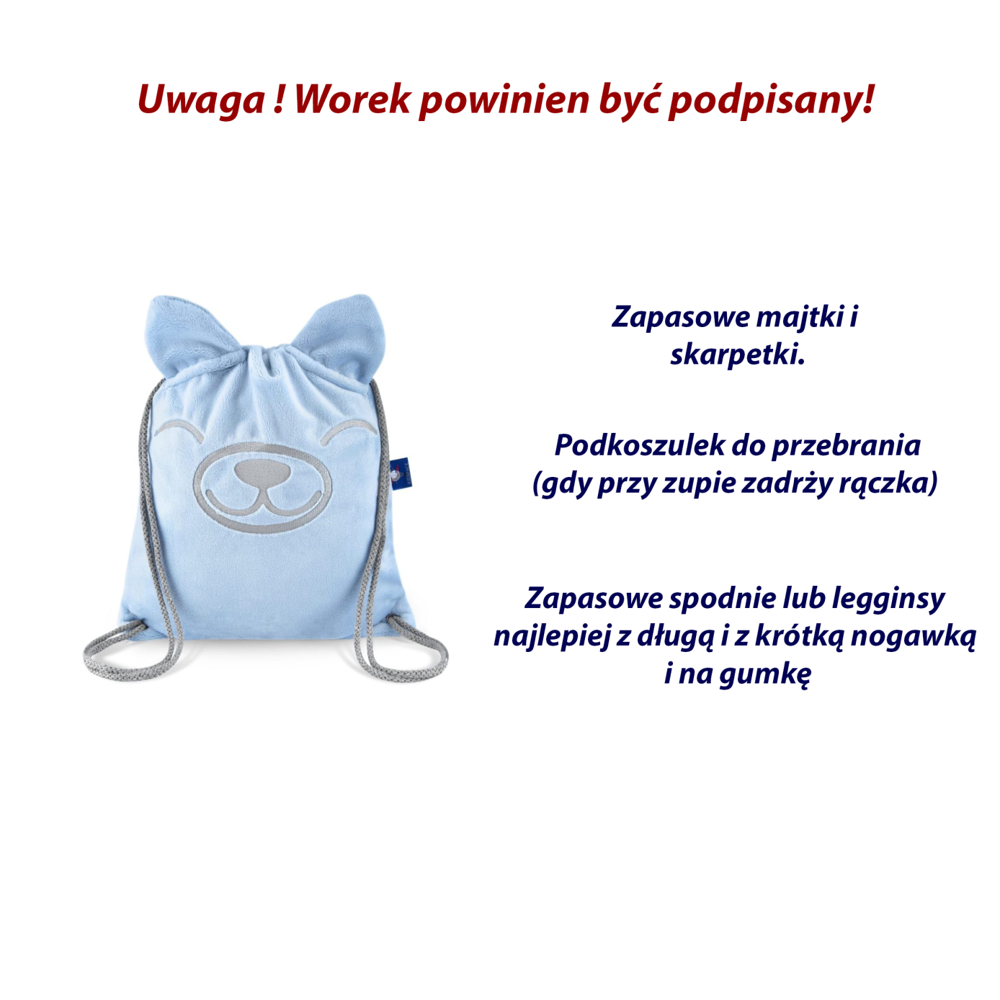 Uwaga ! Worek powinien być podpisany!
Zapasowe majtki i
skarpetki.
Podkoszulek do przebrania
(gdy przy zupie zadrży rączka)
Zapasowe spodnie lub legginsy
najlepiej z długą i z krótką nogawką
i na gumkę